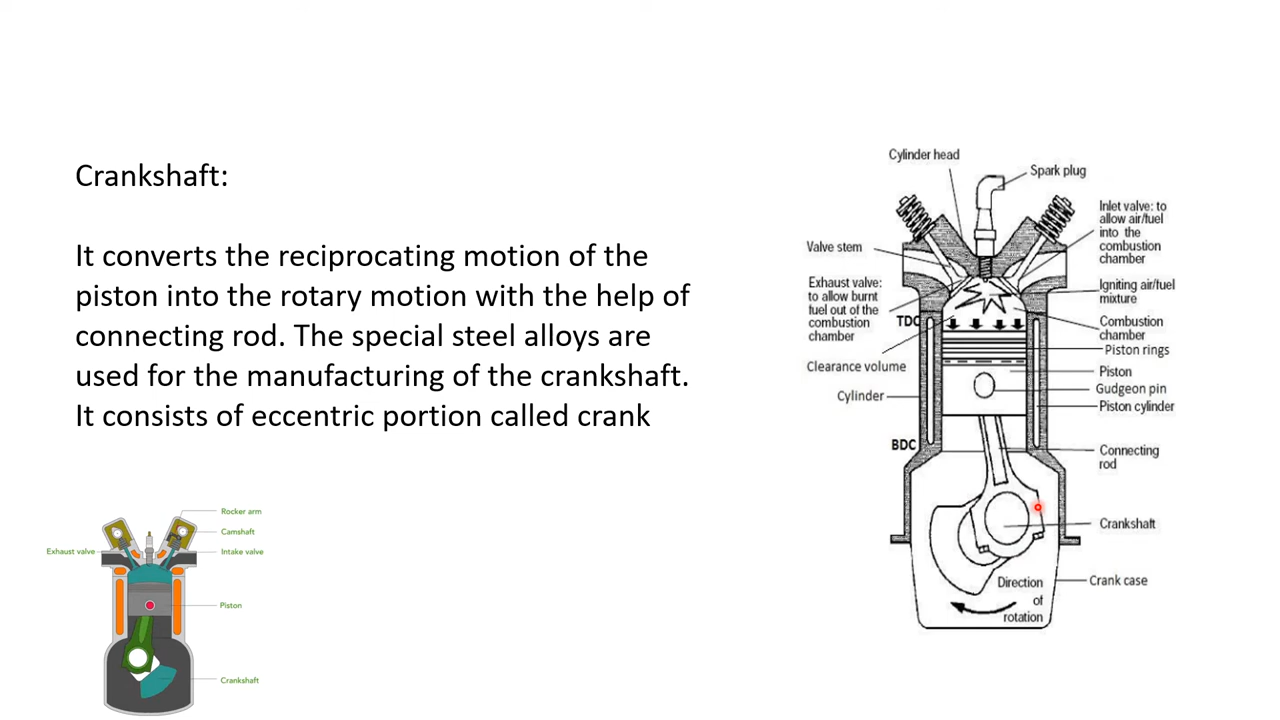 Crankshaft:
It converts the reciprocating motion of the
piston into the rotary motion with the help of
connecting rod. The special steel alloys are
used for the manufacturing of the crankshaft.
It consists of eccentric portion called crank
Rocker arm
Camshaft
Exhaust valve
Intake valve
Piston
Crankshaft
Cylinder head
Spark plug
Valve stem
Inlet valve: to
allow air/fuel
into the
combustion
chamber
Exhaust valve:
to allow burnt
fuel out of the
combustion
chamber
TDC
Igniting air/fuel
mixture
Combustion
chamber
Piston rings
Clearance volume
Piston
Gudgeon pin
Cylinder
Piston cylinder
BDC
Connecting
rod
Crankshaft
Crank case
Direction
of
rotation